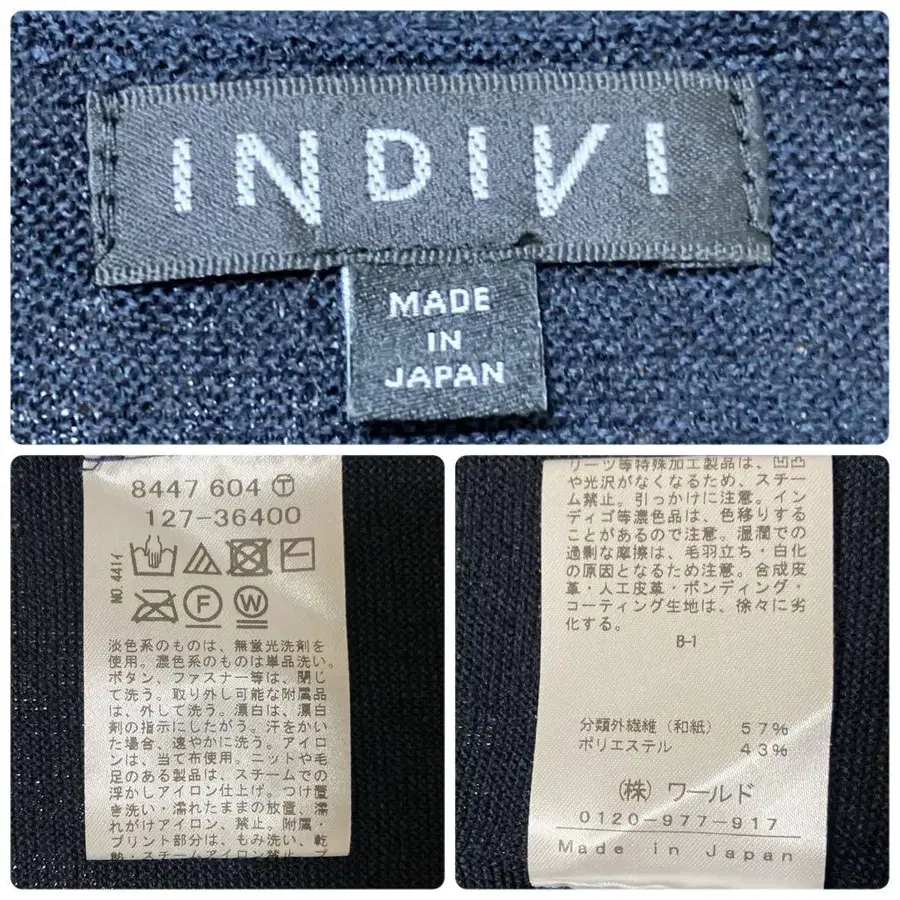 INDIVI
MADE
IN
JAPAN
8447 604 Ⓣ
127-36400
NO.441イ
F
W
淡色系のものは、無蛍光洗剤を
使用。濃色系のものは単品洗い。
ボタン、ファスナー等は、閉じ
て洗う。取り外し可能な附属品
は、外して洗う。漂白は、漂白
剤の指示にしたがう。汗をかい
た場合、速やかに洗う。アイロ
ンは、当て布使用。ニットや毛
足のある製品は、スチームでの
浮かしアイロン仕上げ。つけ置
き洗い・濡れたままの放置、濡
れがけアイロン、禁止。附属・
プリント部分は、もみ洗い、乾
熱・スチームアイロン禁止。プ
リーツ等特殊加工製品は、凹凸
や光沢がなくなるため、スチー
ム禁止。引っかけに注意。イン
ディゴ等濃色品は、色移りする
ことがあるので注意。湿潤での
過剰な摩擦は、毛羽立ち・白化
の原因となるため注意。合成皮
革・人工皮革・ボンディング・
コーティング生地は、徐々に劣
化する。
B-1
分類外繊維（和紙） 57%
ポリエステル 43%
（株）ワールド
0120-977-917
Made in Japan